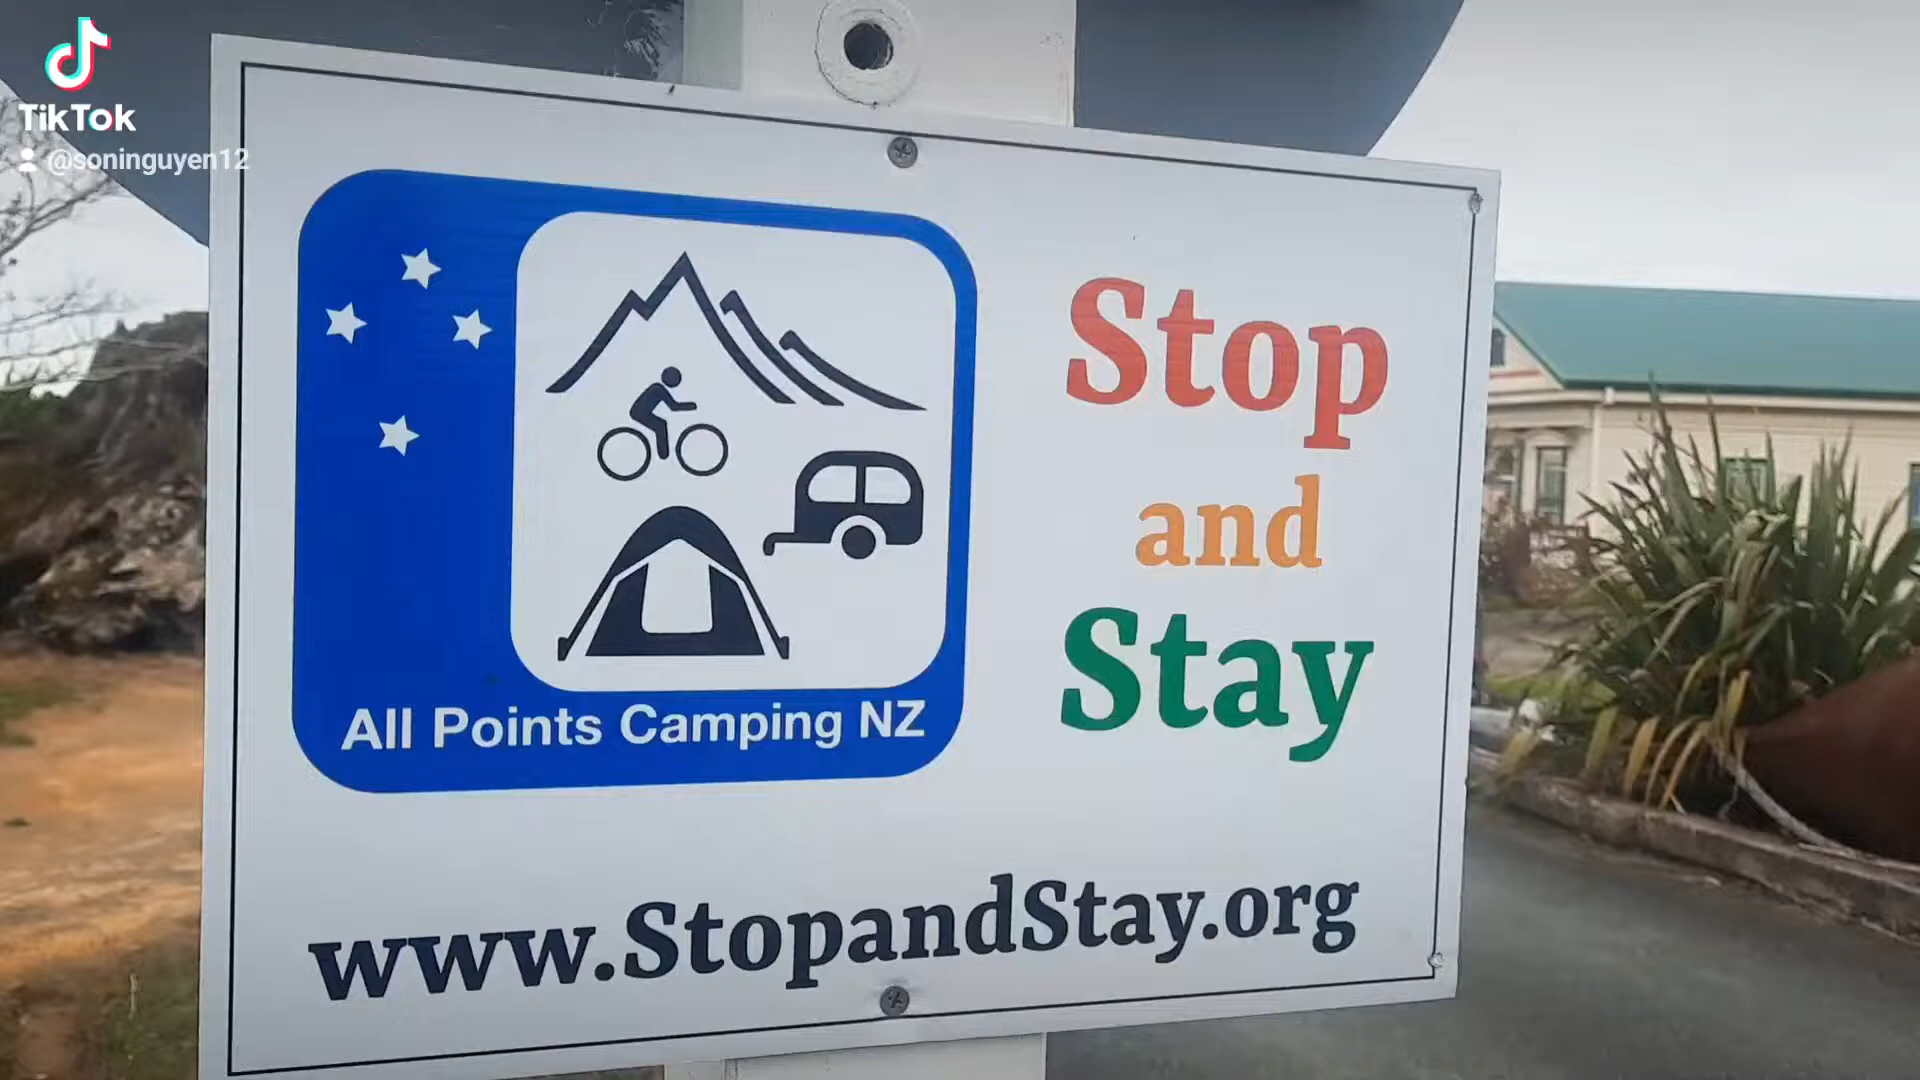 TikTok
@soninguyen12
Stop
and
Stay
All Points Camping NZ
www.StopandStay.org